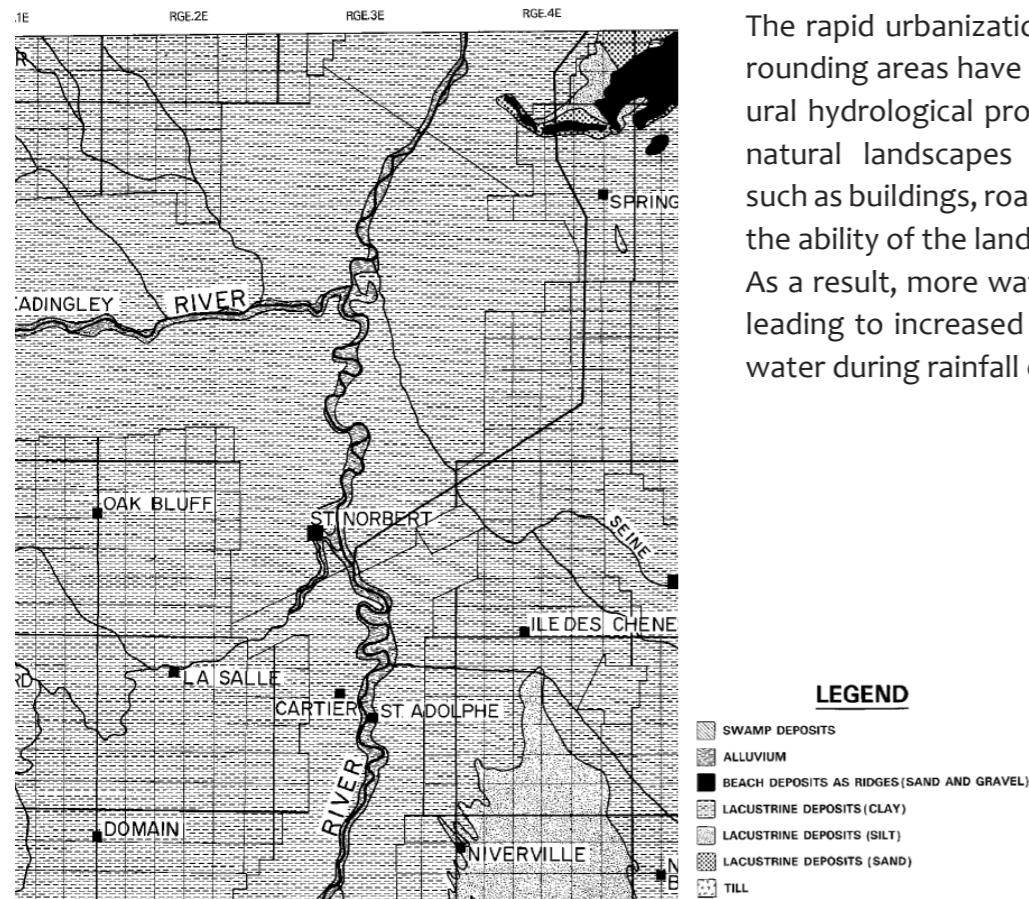 .1E
RGE.2E
RGE.3E
RGE.4E
R
SPRING
ADINGLEY
RIVER
OAK BLUFF
ST. NORBERT
SEINE
ILE DES CHENE
RD
LA SALLE
CARTIER
ST. ADOLPHE
RIVER
DOMAIN
NIVERVILLE
N
B
The rapid urbanizatio
rounding areas have
ural hydrological pro
natural landscapes
such as buildings, roa
the ability of the land
As a result, more wat
leading to increased
water during rainfall
LEGEND
SWAMP DEPOSITS
ALLUVIUM
BEACH DEPOSITS AS RIDGES (SAND AND GRAVEL)
LACUSTRINE DEPOSITS (CLAY)
LACUSTRINE DEPOSITS (SILT)
LACUSTRINE DEPOSITS (SAND)
TILL